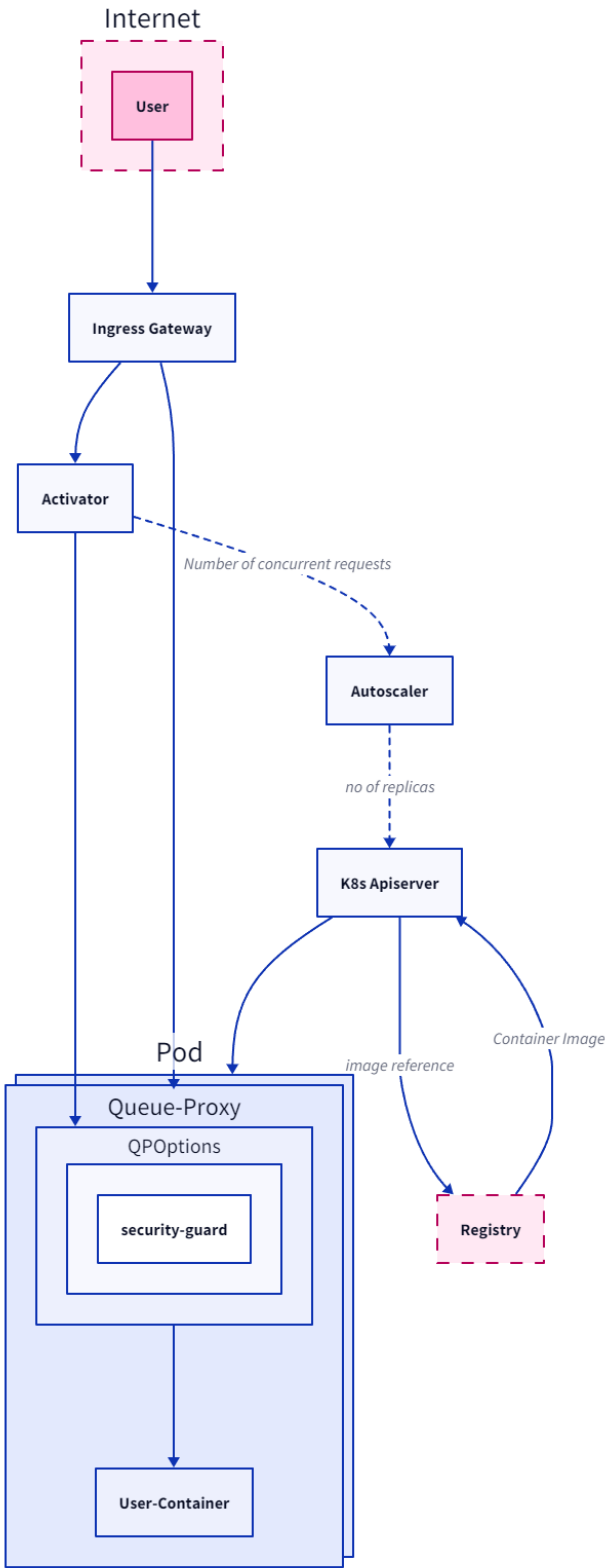 Internet
User
Ingress Gateway
Activator
Number of concurrent requests
Autoscaler
no of replicas
K8s Apiserver
Container Image
Pod
image reference
Queue-Proxy
QPOptions
security-guard
Registry
User-Container